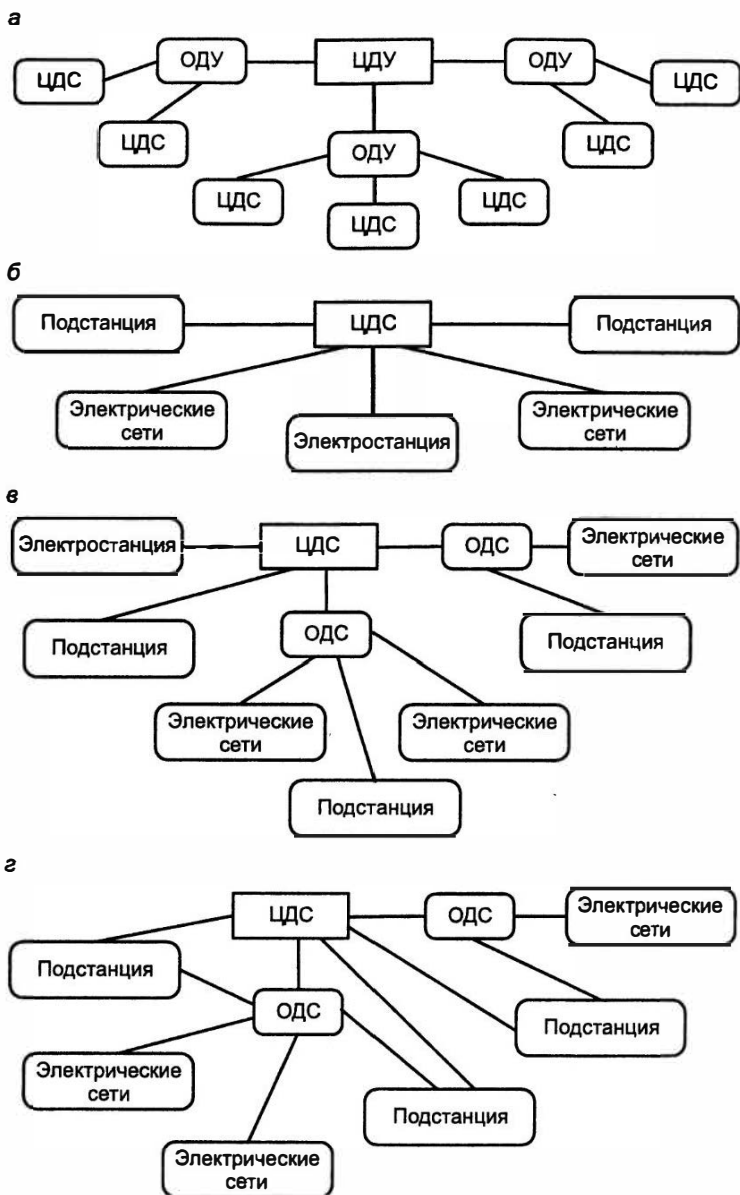 а
ЦДС
ОДУ
ЦДУ
ОДУ
ЦДС
ЦДС
ОДУ
ЦДС
ЦДС
ЦДС
ЦДС
б
Подстанция
ЦДС
Подстанция
Электрические
сети
Электростанция
Электрические
сети
в
Электростанция
ЦДС
ОДС
Электрические
сети
Подстанция
ОДС
Подстанция
Электрические
сети
Электрические
сети
Подстанция
г
ЦДС
ОДС
Электрические
сети
Подстанция
ОДС
Подстанция
Электрические
сети
Подстанция
Электрические
сети